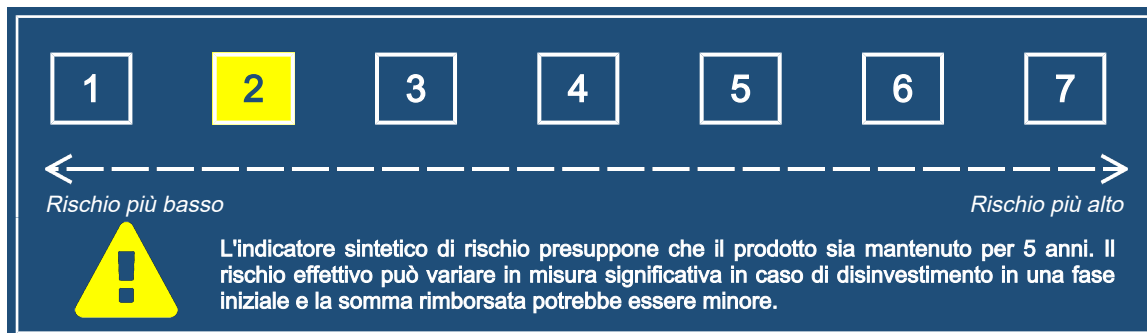 1 2 3 4 5 6 7
Rischio più basso Rischio più alto
L'indicatore sintetico di rischio presuppone che il prodotto sia mantenuto per 5 anni. Il
rischio effettivo può variare in misura significativa in caso di disinvestimento in una fase
iniziale e la somma rimborsata potrebbe essere minore.